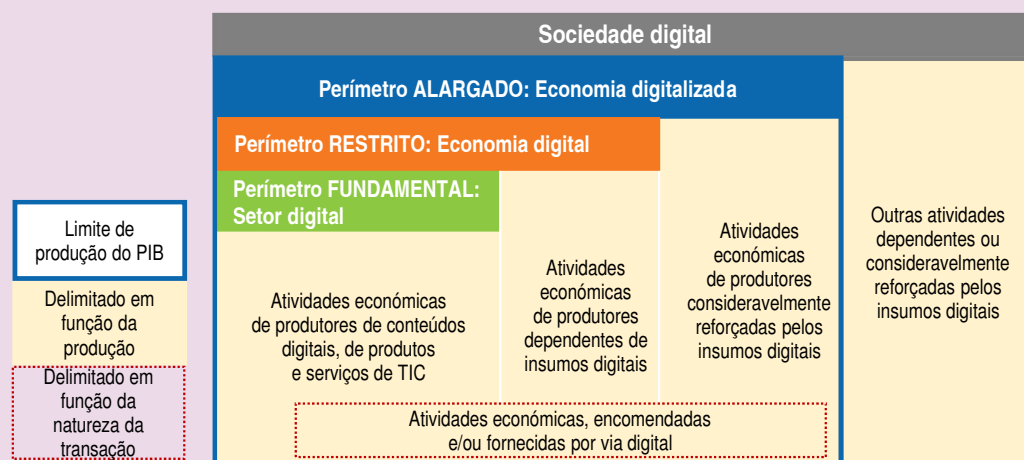 Sociedade digital
Perímetro ALARGADO: Economia digitalizada
Perímetro RESTRITO: Economia digital
Perímetro FUNDAMENTAL:
Setor digital
Limite de
produção do PIB
Delimitado em
função da
produção
Delimitado em
função da
natureza da
transação
Atividades económicas
de produtores de conteúdos
digitais, de produtos
e serviços de TIC
Atividades
económicas
de produtores
dependentes de
insumos digitais
Atividades
económicas
de produtores
consideravelmente
reforçadas pelos
insumos digitais
Outras atividades
dependentes ou
consideravelmente
reforçadas pelos
insumos digitais
Atividades económicas, encomendadas
e/ou fornecidas por via digital